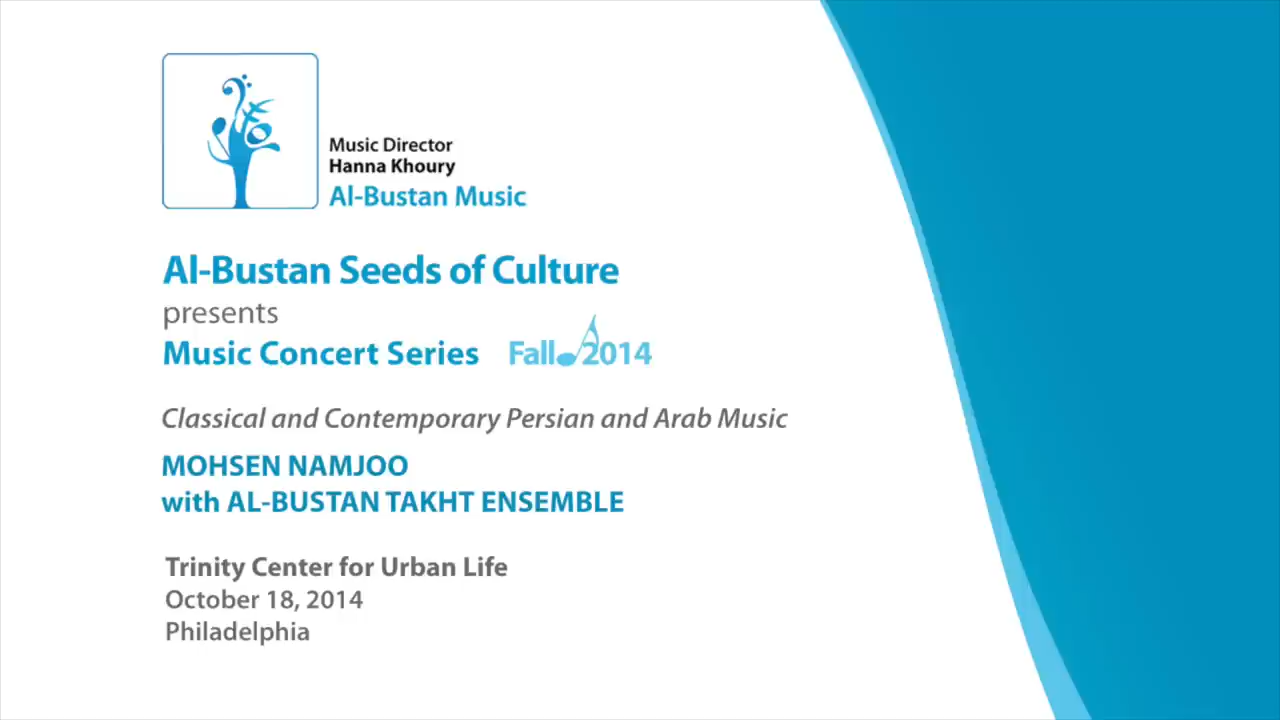 Music Director
Hanna Khoury
Al-Bustan Music
Al-Bustan Seeds of Culture
presents
Music Concert Series Fall 2014
Classical and Contemporary Persian and Arab Music
MOHSEN NAMJOO
with AL-BUSTAN TAKHT ENSEMBLE
Trinity Center for Urban Life
October 18, 2014
Philadelphia